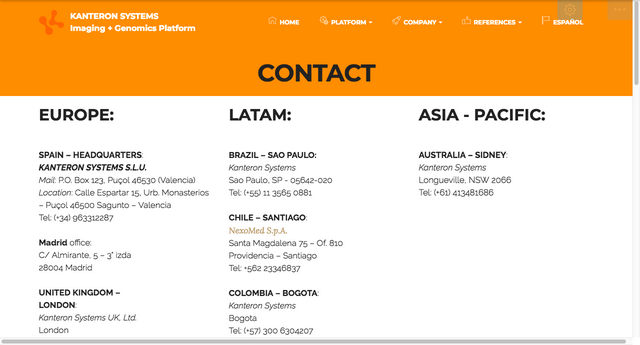 KANTERON SYSTEMS
Imaging + Genomics Platform
HOME
PLATFORM
COMPANY
REFERENCES
ESPAÑOL
CONTACT
EUROPE:
SPAIN – HEADQUARTERS:
KANTERON SYSTEMS S.L.U.
Mail: P.O. Box 123, Puçol 46530 (Valencia)
Location: Calle Espartar 15, Urb. Monasterios
– Puçol 46500 Sagunto – Valencia
Tel: (+34) 963312287
Madrid office:
C/ Almirante, 5 – 3° izda
28004 Madrid
UNITED KINGDOM –
LONDON:
Kanteron Systems UK, Ltd.
London
LATAM:
BRAZIL – SAO PAULO:
Kanteron Systems
Sao Paulo, SP - 05642-020
Tel: (+55) 11 3565 0881
CHILE – SANTIAGO:
NexoMed S.p.A.
Santa Magdalena 75 – Of. 810
Providencia – Santiago
Tel: +562 23346837
COLOMBIA – BOGOTA:
Kanteron Systems
Bogota
Tel: (+57) 300 6304207
ASIA - PACIFIC:
AUSTRALIA – SIDNEY:
Kanteron Systems
Longueville, NSW 2066
Tel: (+61) 413481686